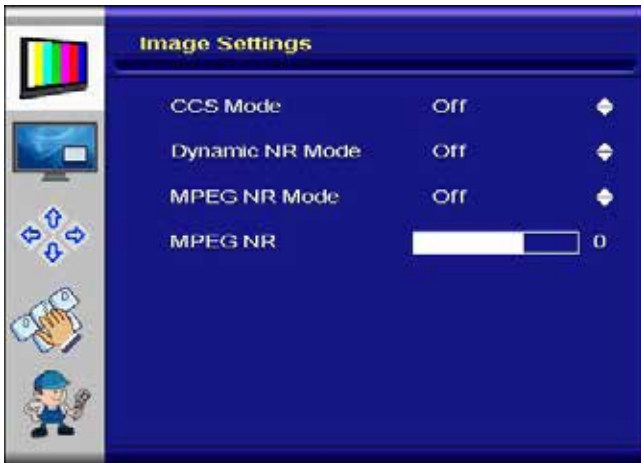 Image Settings
CCS Mode Off
Dynamic NR Mode Off
MPEG NR Mode Off
MPEG NR 0